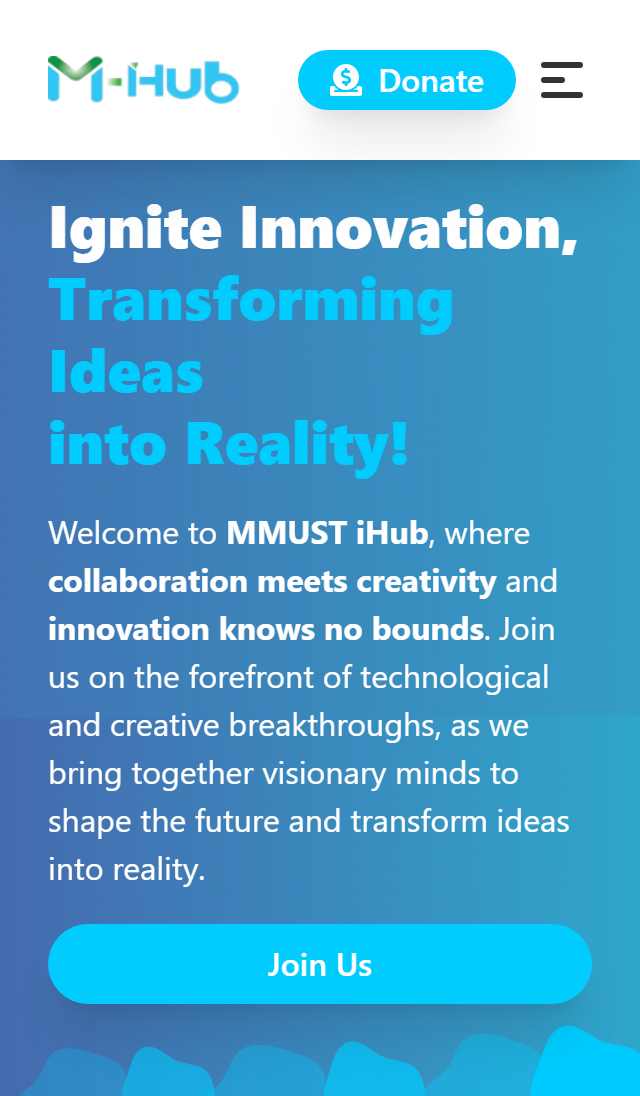 M-iHub
Donate
Ignite Innovation,
Transforming
Ideas
into Reality!
Welcome to MMUST iHub, where
collaboration meets creativity and
innovation knows no bounds. Join
us on the forefront of technological
and creative breakthroughs, as we
bring together visionary minds to
shape the future and transform ideas
into reality.
Join Us